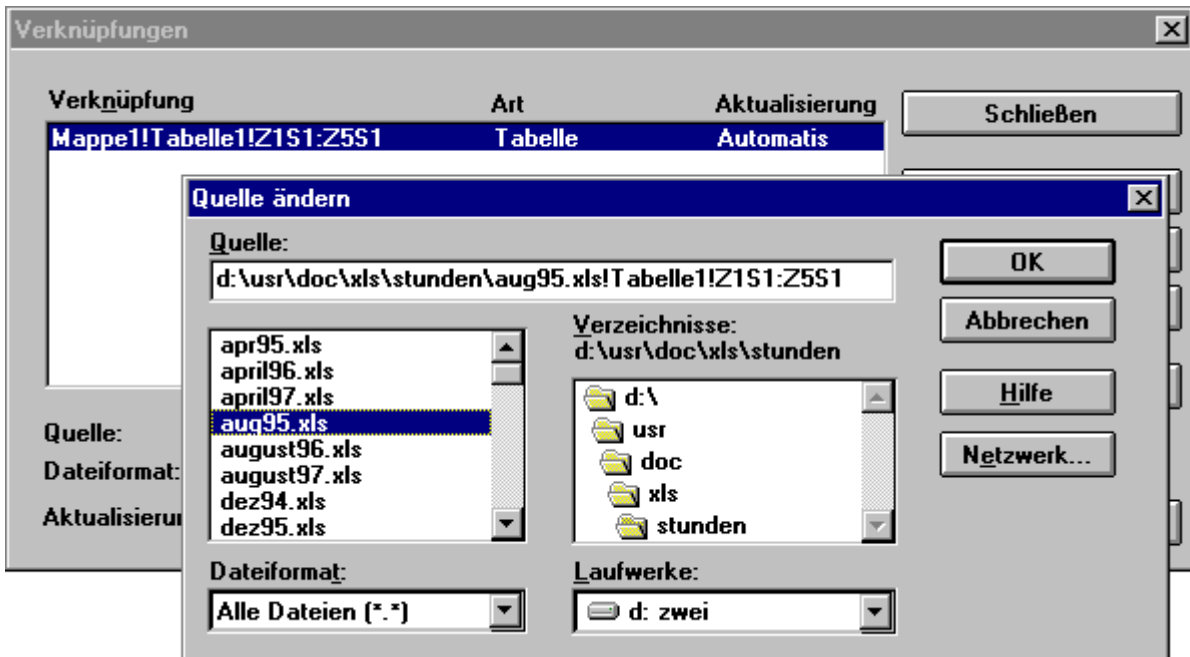 Verknüpfungen
Verknüpfung Art Aktualisierung
Mappe1!Tabelle1!Z1S1:Z5S1 Tabelle Automatis
Schließen
Quelle:
Dateiformat:
Aktualisieru
Quelle ändern
Quelle:
d:\usr\doc\xls\stunden\aug95.xls!Tabelle1!Z1S1:Z5S1
apr95.xls
april96.xls
april97.xls
aug95.xls
august96.xls
august97.xls
dez94.xls
dez95.xls
Verzeichnisse:
d:\usr\doc\xls\stunden
d:\
usr
doc
xls
stunden
Dateiformat:
Alle Dateien (*.*)
Laufwerke:
d: zwei
OK
Abbrechen
Hilfe
Netzwerk...